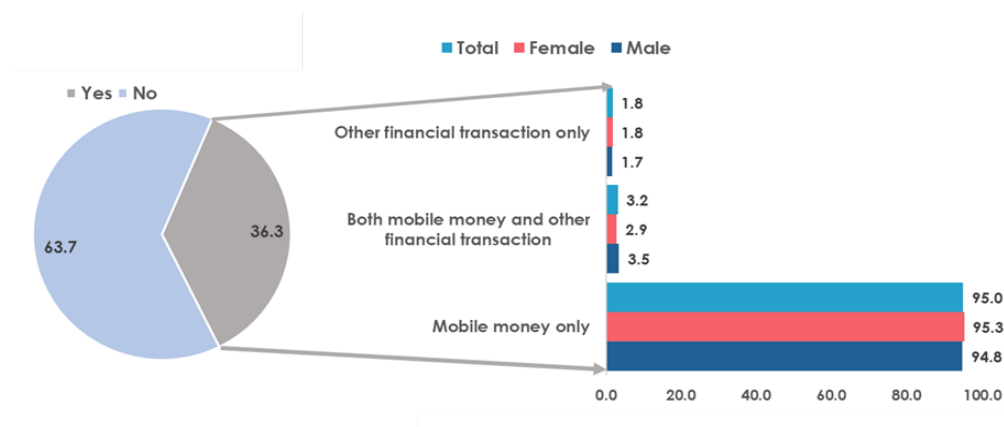 Total Female Male
Yes No
63.7
36.3
Other financial transaction only
1.8
1.8
1.7
Both mobile money and other
financial transaction
3.2
2.9
3.5
Mobile money only
95.0
95.3
94.8
0.0 20.0 40.0 60.0 80.0 100.0